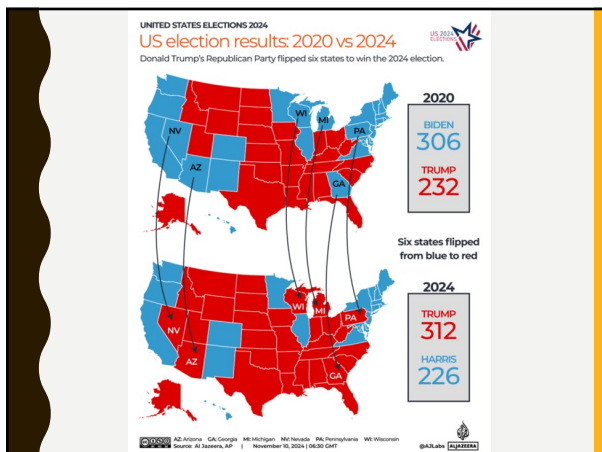 UNITED STATES ELECTIONS 2024
US election results: 2020 vs 2024
Donald Trump's Republican Party flipped six states to win the 2024 election.
US 2024
ELECTIONS
2020
BIDEN
306
TRUMP
232
NV
AZ
WI
MI
PA
GA
Six states flipped
from blue to red
2024
TRUMP
312
HARRIS
226
NV
AZ
WI
MI
PA
GA
AZ: Arizona GA: Georgia MI: Michigan NV: Nevada PA: Pennsylvania WI: Wisconsin
Source: Al Jazeera, AP | November 10, 2024 | 06:30 GMT
@AJLabs ALJAZEERA